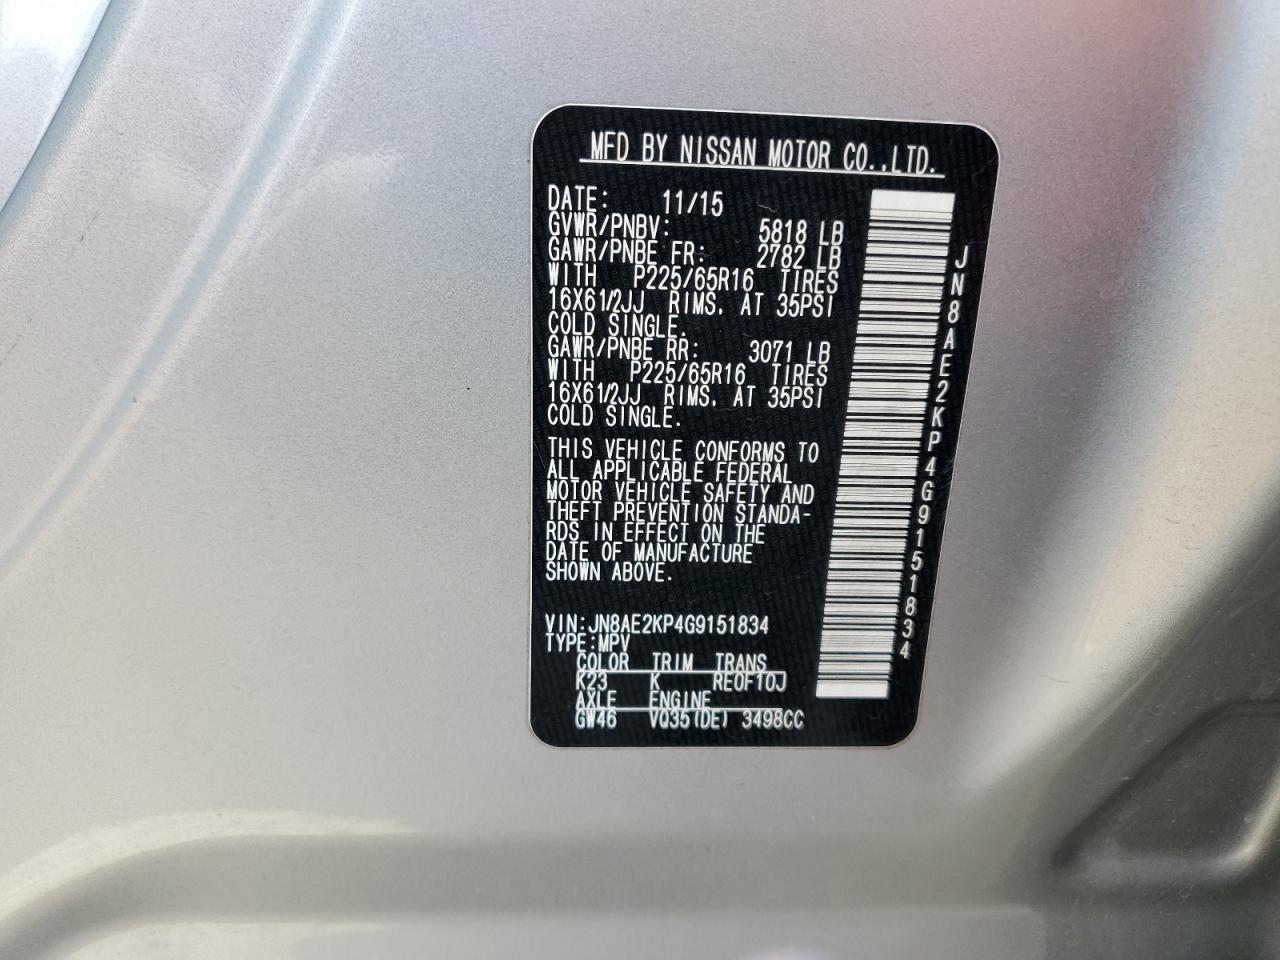 MFD BY NISSAN MOTOR CO.,LTD.
DATE: 11/15
GVWR/PNBV: 5818 LB
GAWR/PNBE FR: 2782 LB
WITH P225/65R16 TIRES
16X61/2JJ RIMS. AT 35PSI
COLD SINGLE.
GAWR/PNBE RR: 3071 LB
WITH P225/65R16 TIRES
16X61/2JJ RIMS. AT 35PSI
COLD SINGLE.
THIS VEHICLE CONFORMS TO
ALL APPLICABLE FEDERAL
MOTOR VEHICLE SAFETY AND
THEFT PREVENTION STANDA-
RDS IN EFFECT ON THE
DATE OF MANUFACTURE
SHOWN ABOVE.
VIN:JN8AE2KP4G9151834
TYPE:MPV
COLOR TRIM TRANS
K23 K RE0F10J
AXLE ENGINE
GW46 VQ35(DE) 3498CC
JN8AE2KP4G9151834